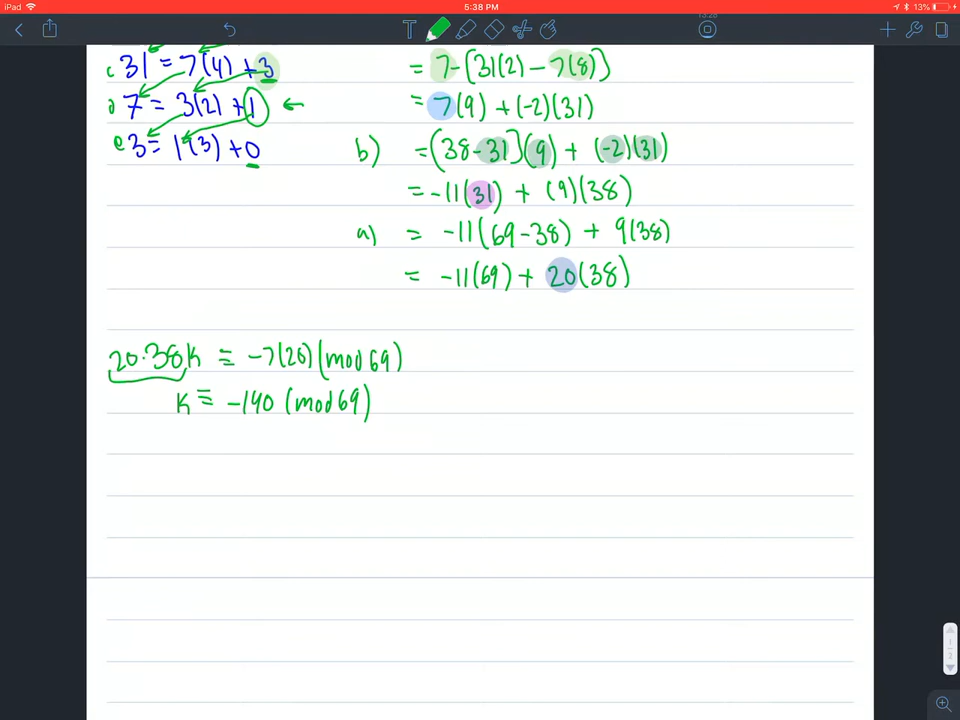 iPad 5:38 PM 13%
T
c 31 = 7(4) + 3
= 7-(31(2) - 7(8))
D 7 = 3(2) + 1 ←
= 7(9) + (-2)(31)
e 3 = 1(3) + 0
b) = (38-31)(9) + (-2)(31)
= -11(31) + (9)(38)
a) = -11(69-38) + 9(38)
= -11(69) + 20(38)
20·38K ≡ -7(20) (mod 69)
K ≡ -140 (mod 69)
1
2